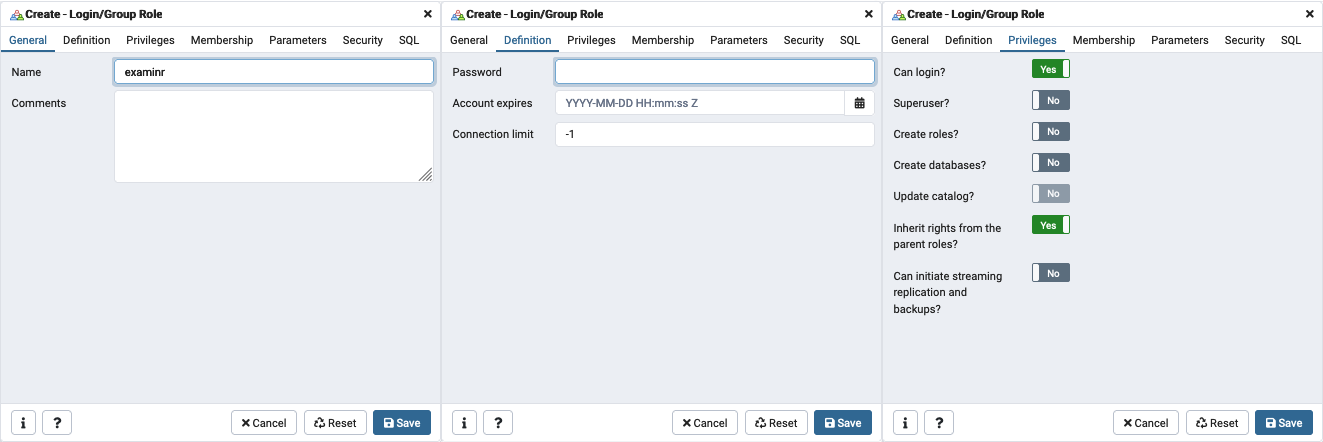 Create - Login/Group Role
General Definition Privileges Membership Parameters Security SQL
Name examinr
Comments
Cancel Reset Save
Create - Login/Group Role
General Definition Privileges Membership Parameters Security SQL
Password
Account expires YYYY-MM-DD HH:mm:ss Z
Connection limit -1
Cancel Reset Save
Create - Login/Group Role
General Definition Privileges Membership Parameters Security SQL
Can login? Yes
Superuser? No
Create roles? No
Create databases? No
Update catalog? No
Inherit rights from the Yes
parent roles?
Can initiate streaming No
replication and
backups?
Cancel Reset Save